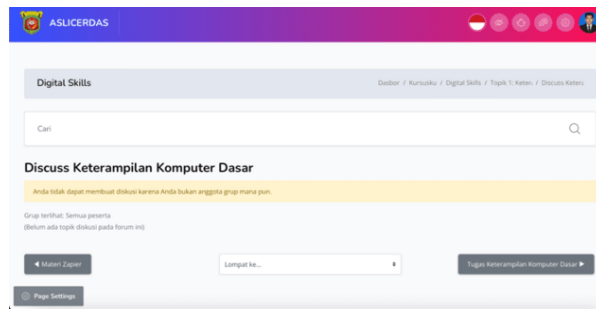 ASLICERDAS
Digital Skills
Dasbor / Kursusku / Digital Skills / Topik 1: Keter: / Discuss Keter:
Cari
Discuss Keterampilan Komputer Dasar
Anda tidak dapat membuat diskusi karena Anda bukan anggota grup mana pun.
Grup terlihat: Semua peserta
(Belum ada topik diskusi pada forum ini)
◀ Materi Zapier
Lompat ke...
Tugas Keterampilan Komputer Dasar ▶
Page Settings